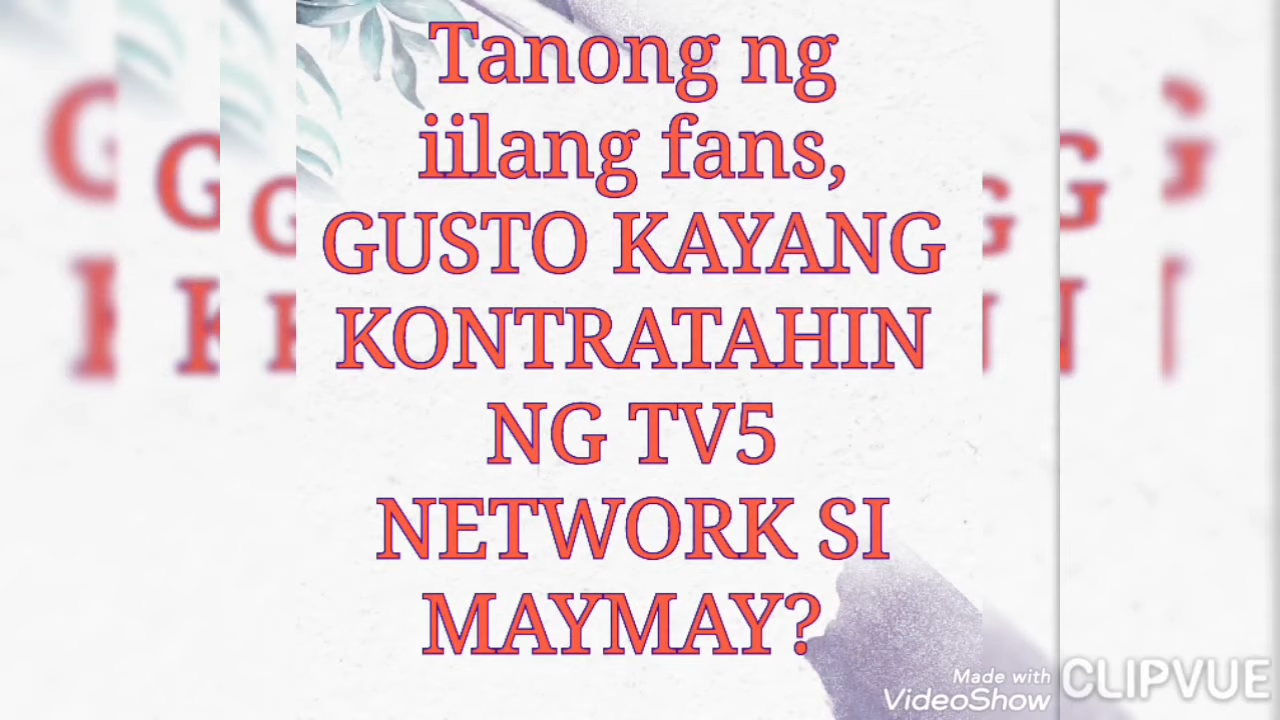 Tanong ng
iilang fans,
GUSTO KAYANG
KONTRATAHIN
NG TV5
NETWORK SI
MAYMAY?
Made with
VideoShow
CLIPVUE